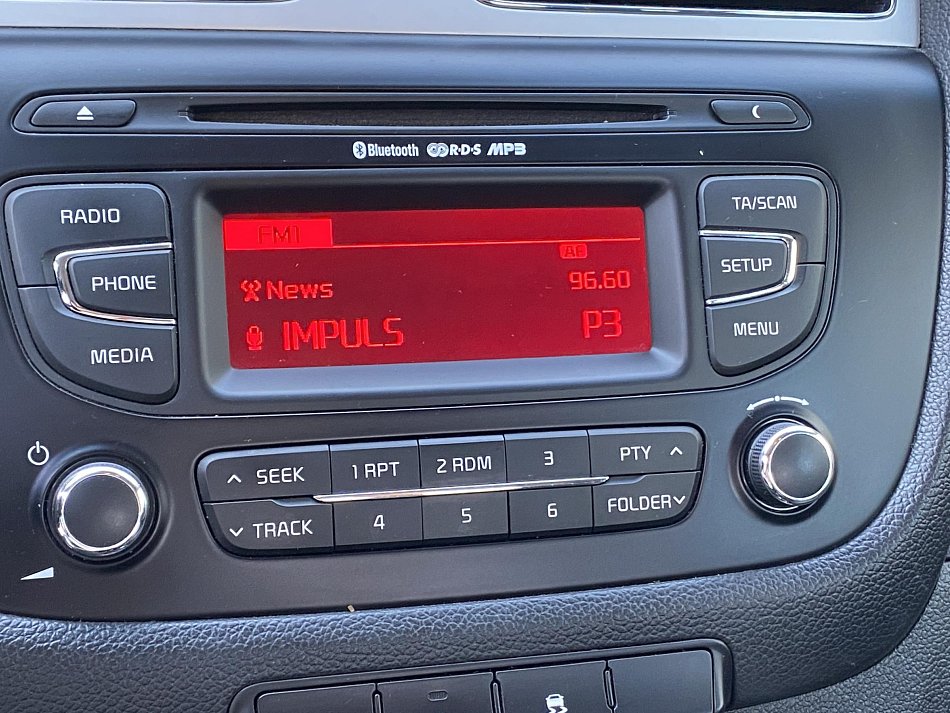 Bluetooth R·D·S MP3
RADIO
PHONE
MEDIA
FM1
AF
News 96.60
IMPULS P3
TA/SCAN
SETUP
MENU
SEEK 1 RPT 2 RDM 3 PTY
TRACK 4 5 6 FOLDER